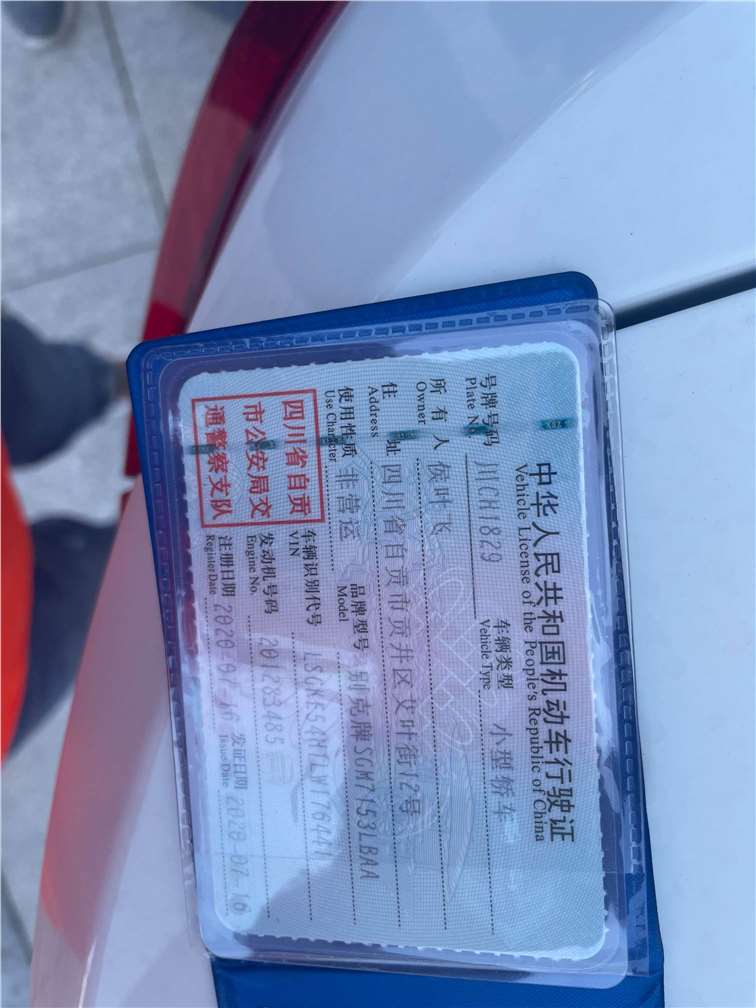 中华人民共和国机动车行驶证
Vehicle License of the People's Republic of China
号牌号码 川CH1829 车辆类型 小型轿车
Plate No. Vehicle Type
所有人 侯叶飞
Owner
住址 四川省自贡市贡井区艾叶街12号
Address
使用性质 非营运 品牌型号 别克牌SGM7153LBAA
Use Character Model
四川省自贡
市公安局交
通警察支队
车辆识别代号
VIN
发动机号码
Engine No.
注册日期 2020-07-16 发证日期 2020-07-16
Register Date Issue Date